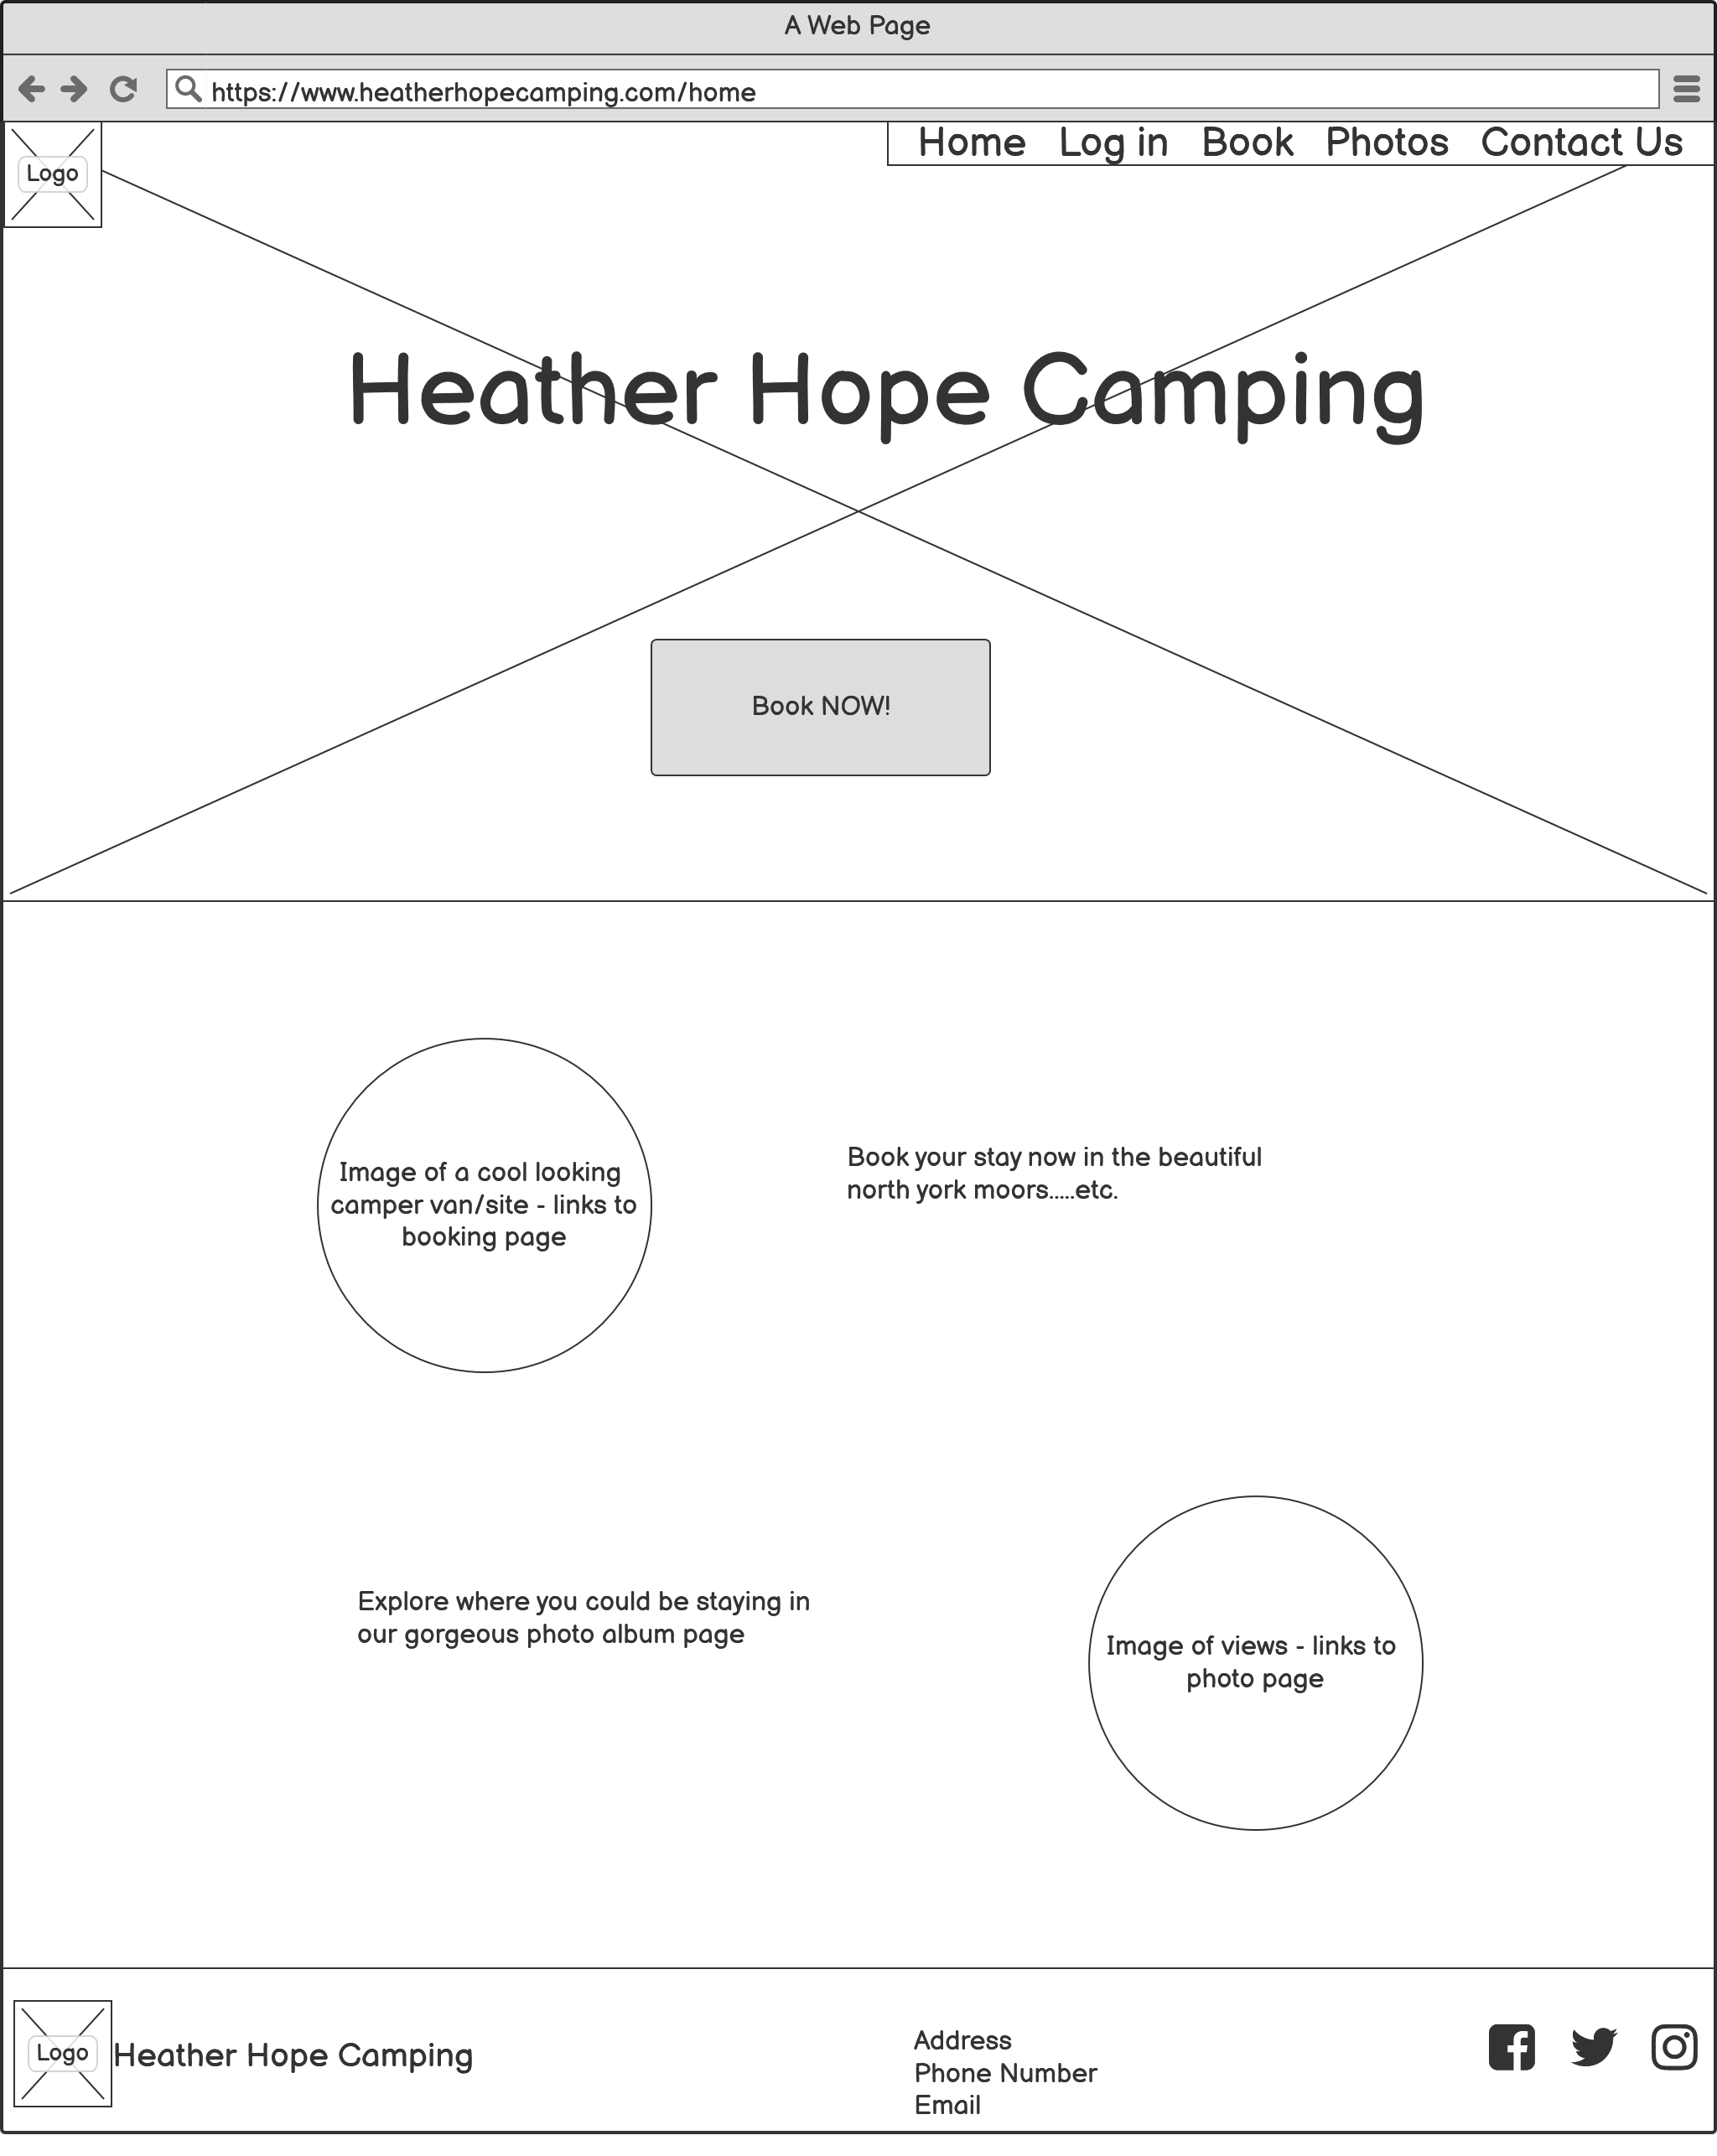 A Web Page
https://www.heatherhopecamping.com/home
Logo
Home Log in Book Photos Contact Us
Heather Hope Camping
Book NOW!
Image of a cool looking
camper van/site - links to
booking page
Book your stay now in the beautiful
north york moors.....etc.
Explore where you could be staying in
our gorgeous photo album page
Image of views - links to
photo page
Logo
Heather Hope Camping
Address
Phone Number
Email